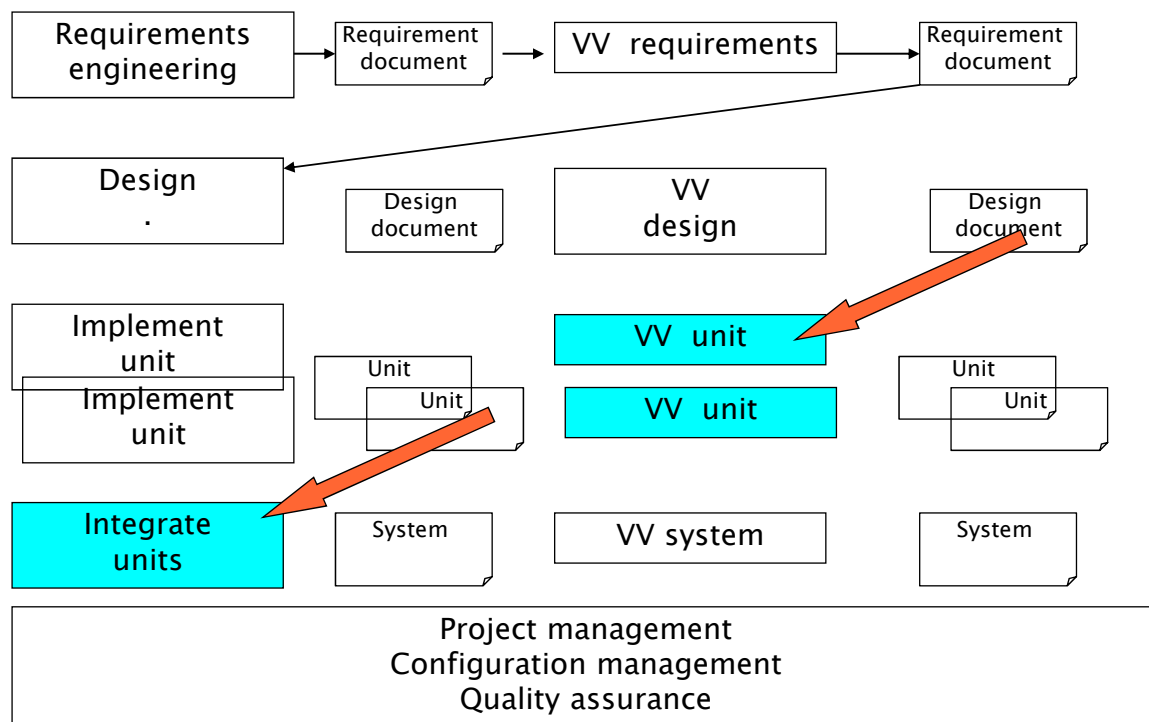 Requirements
engineering
Requirement
document
VV requirements
Requirement
document
Design
.
Design
document
VV
design
Design
document
Implement
unit
Implement
unit
Unit
Unit
VV unit
VV unit
Unit
Unit
Integrate
units
System
VV system
System
Project management
Configuration management
Quality assurance